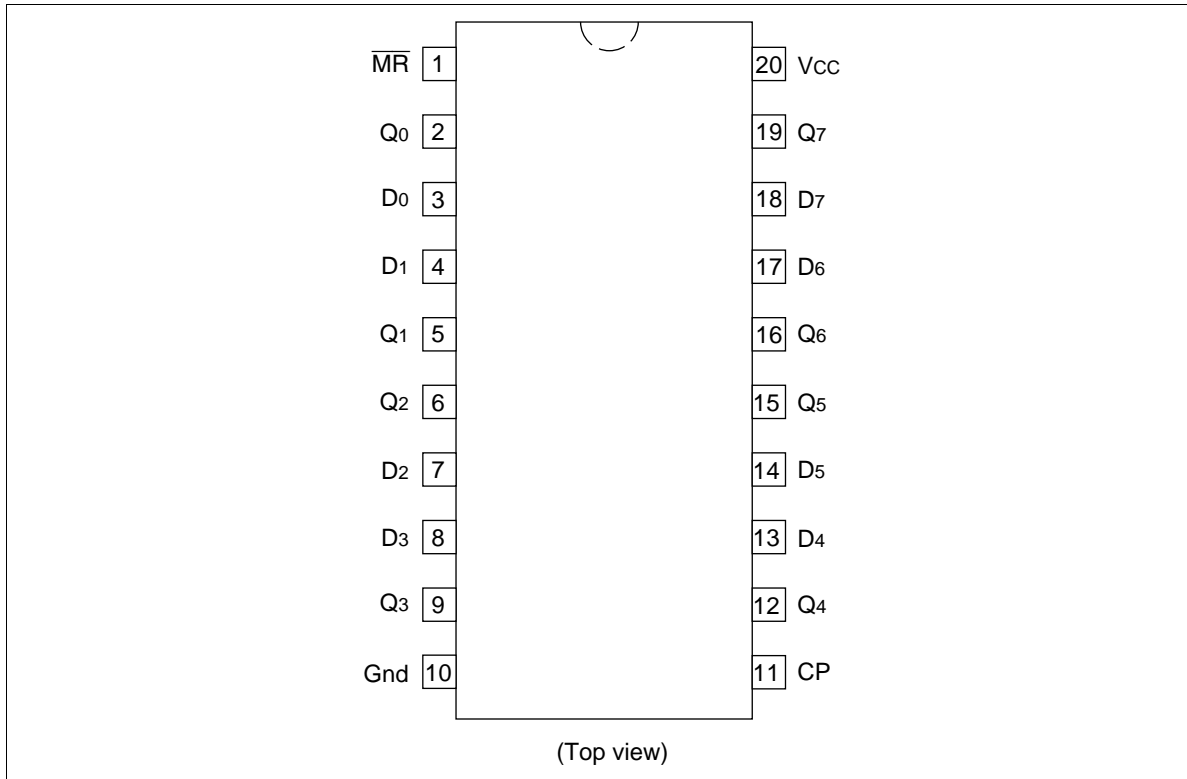 M̅R̅ 1 20 VCC
Q0 2 19 Q7
D0 3 18 D7
D1 4 17 D6
Q1 5 16 Q6
Q2 6 15 Q5
D2 7 14 D5
D3 8 13 D4
Q3 9 12 Q4
Gnd 10 11 CP
(Top view)